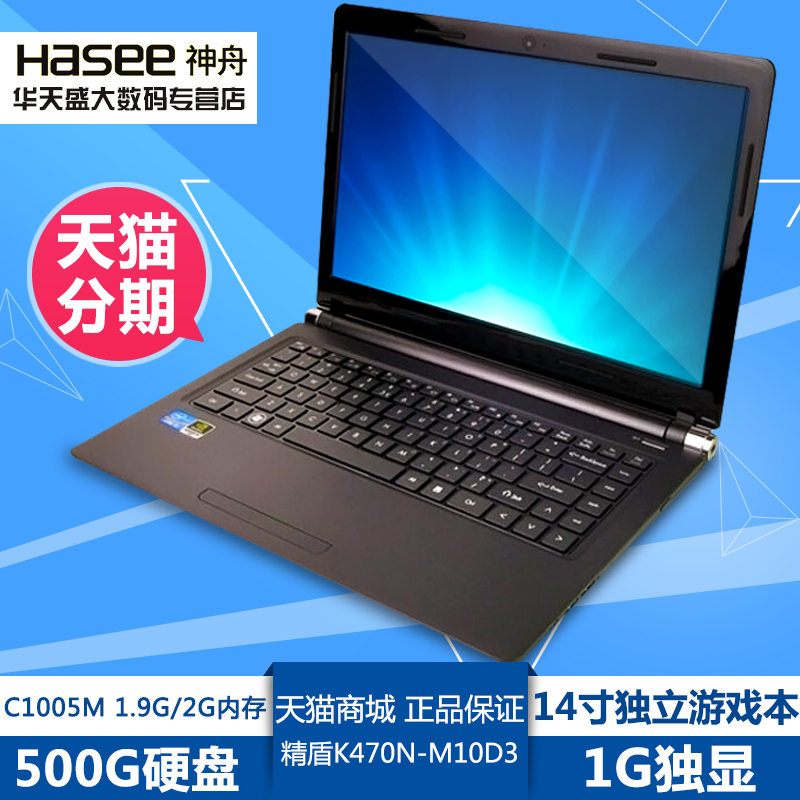 Hasee 神舟
华天盛大数码专营店
天猫
分期
C1005M 1.9G/2G内存
500G硬盘
天猫商城 正品保证
精盾K470N-M10D3
14寸独立游戏本
1G独显